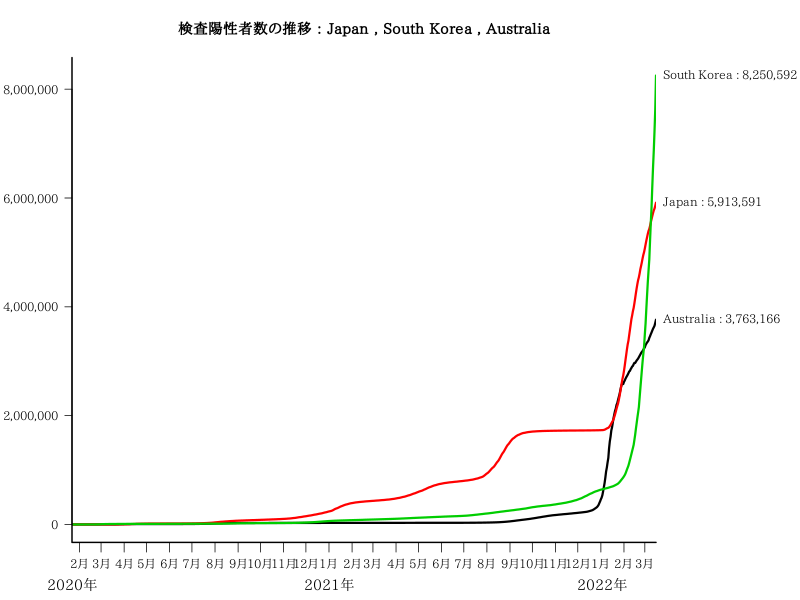 検査陽性者数の推移 : Japan , South Korea , Australia
South Korea : 8,250,592
8,000,000
Japan : 5,913,591
6,000,000
Australia : 3,763,166
4,000,000
2,000,000
0
2月 3月 4月 5月 6月 7月 8月 9月 10月 11月 12月 1月 2月 3月 4月 5月 6月 7月 8月 9月 10月 11月 12月 1月 2月 3月
2020年 2021年 2022年